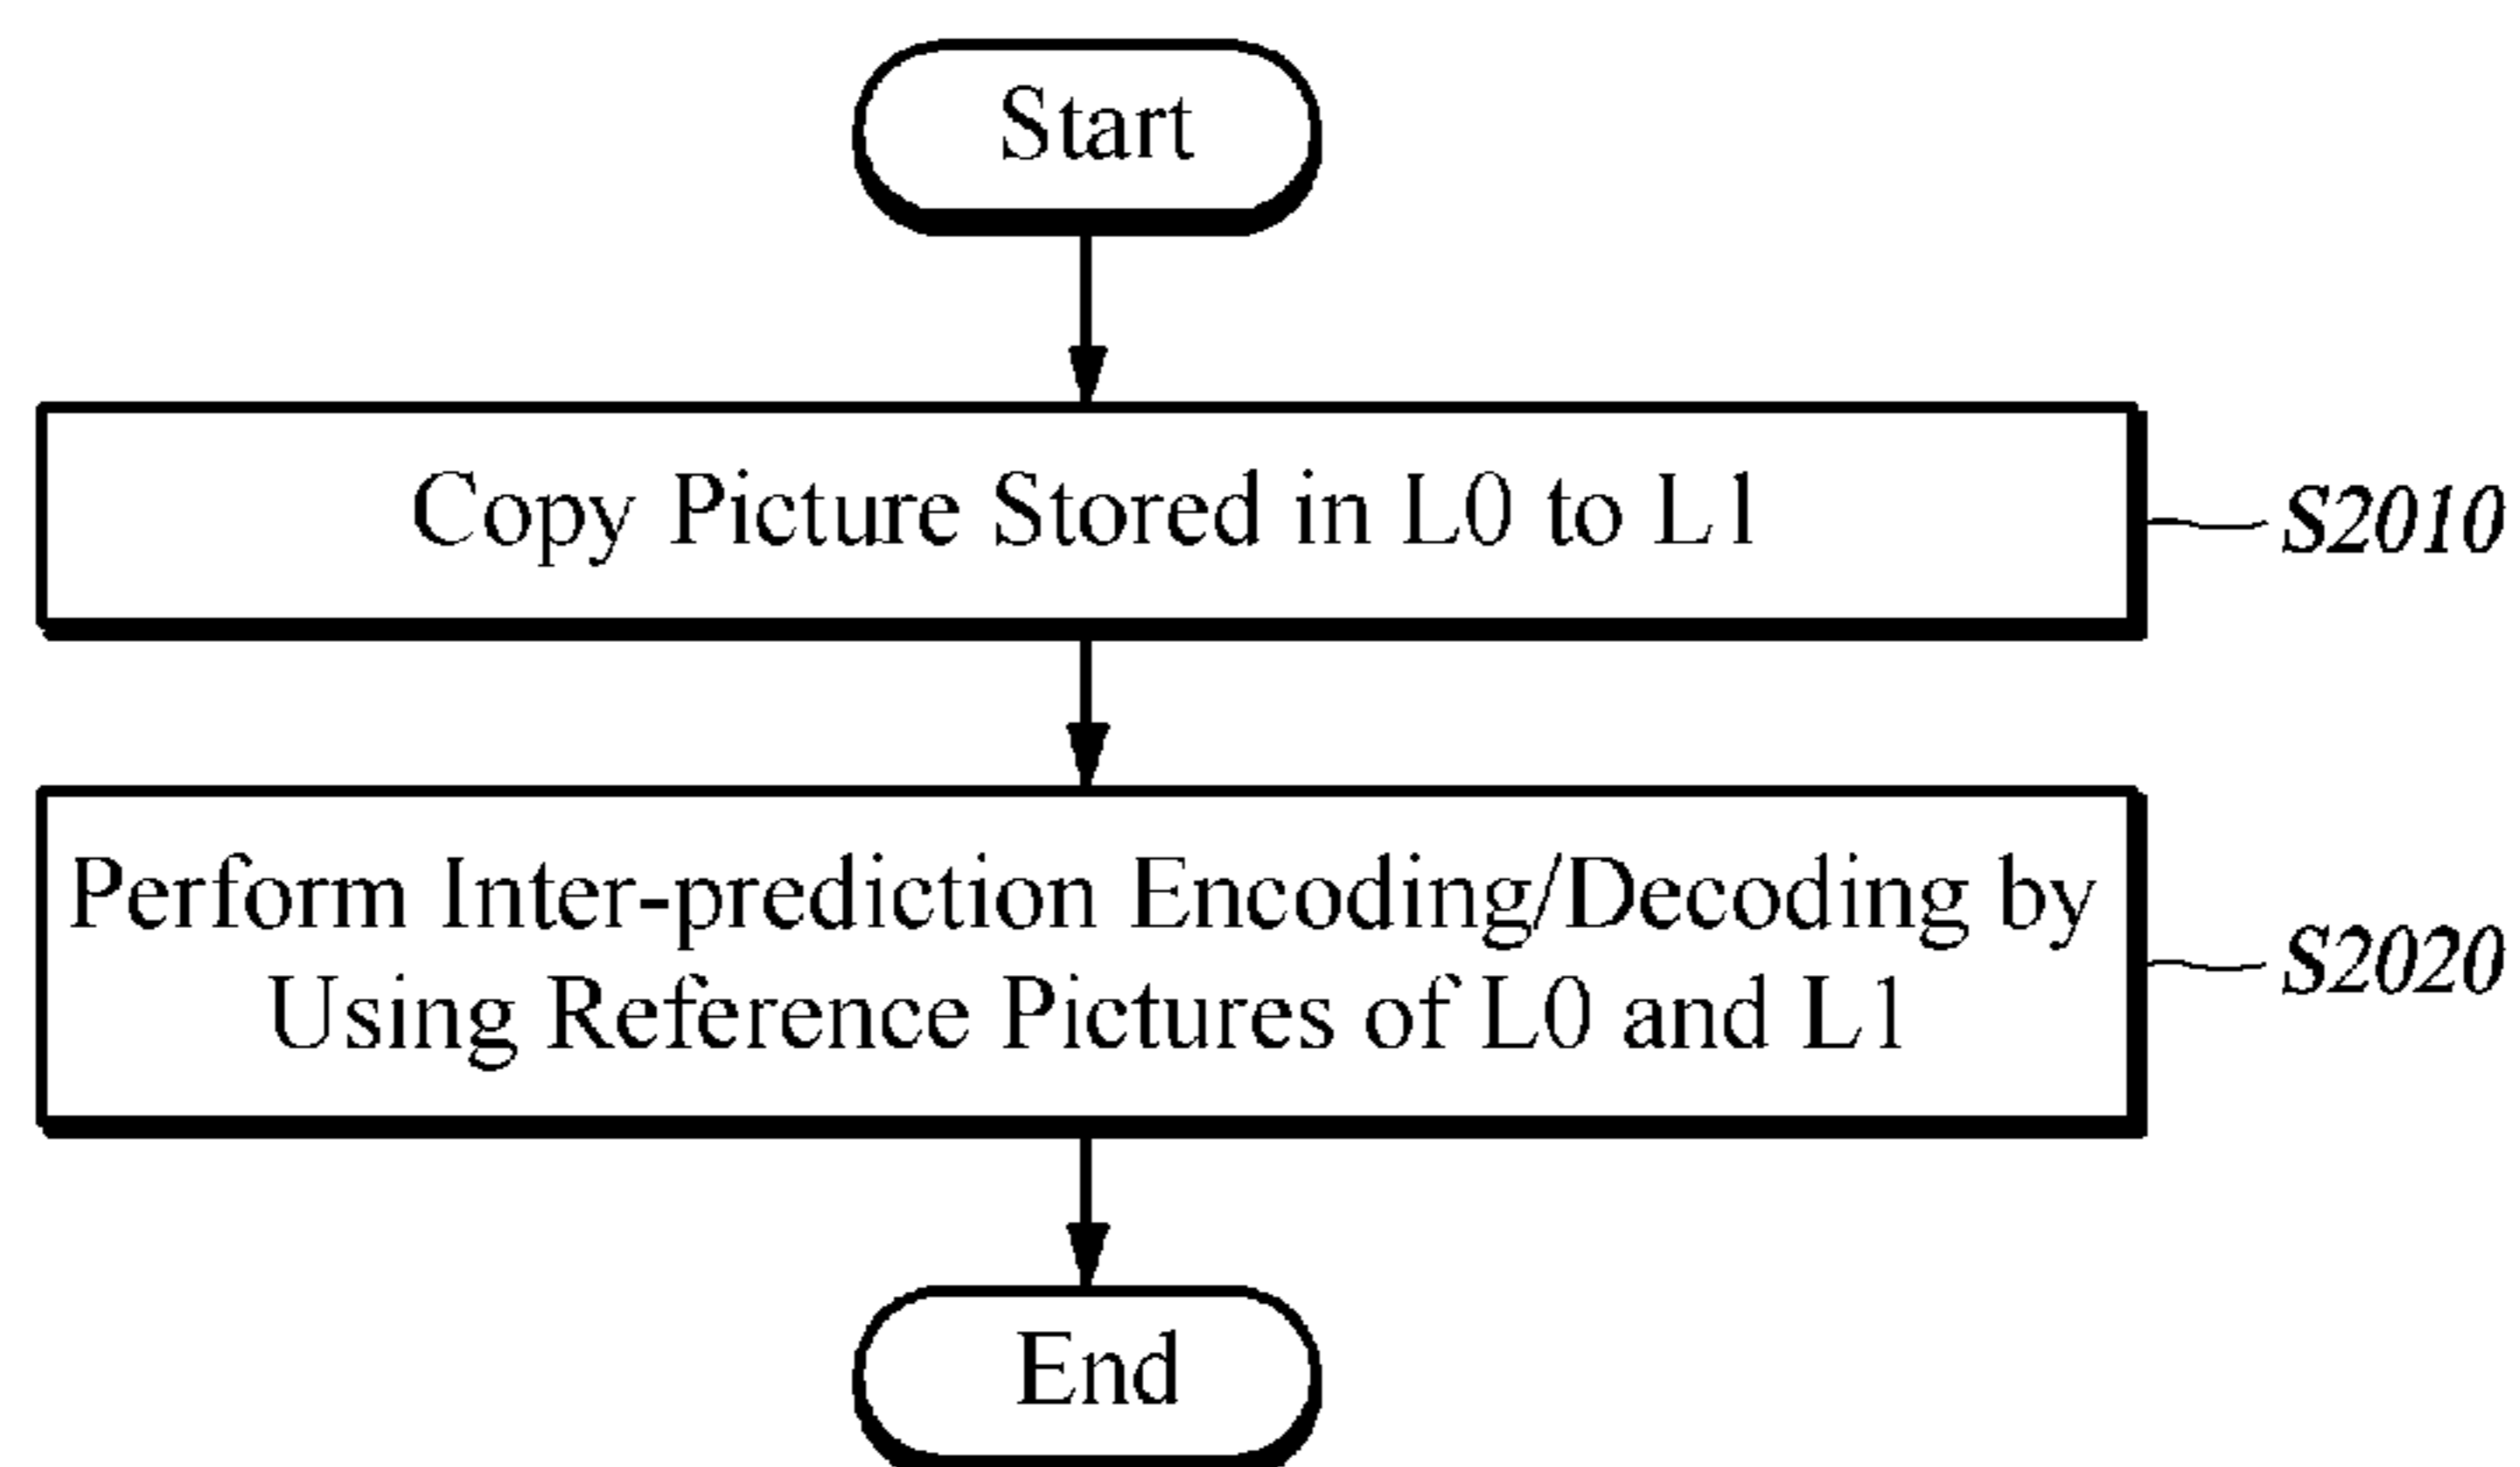 Start
Copy Picture Stored in L0 to L1
S2010
Perform Inter-prediction Encoding/Decoding by
Using Reference Pictures of L0 and L1
S2020
End